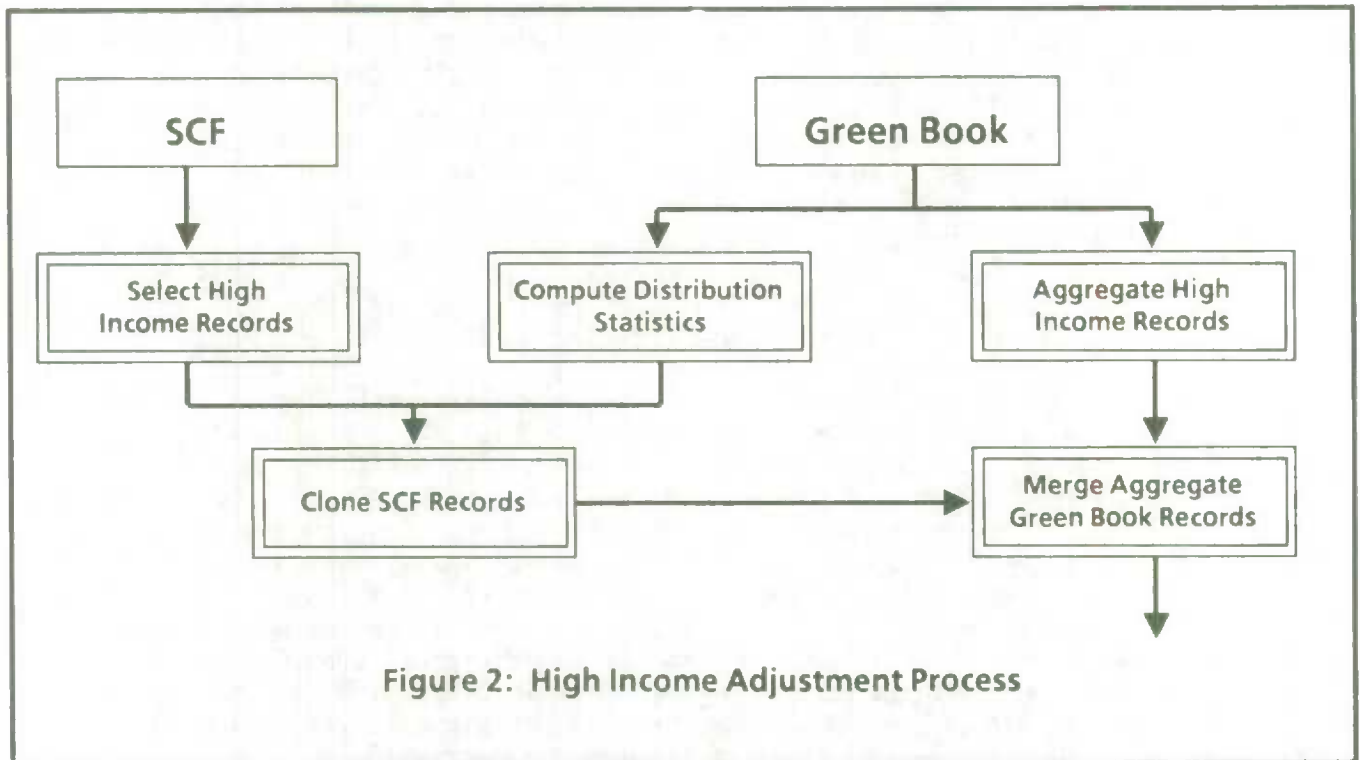 SCF
Green Book
Select High
Income Records
Compute Distribution
Statistics
Aggregate High
Income Records
Clone SCF Records
Merge Aggregate
Green Book Records
Figure 2: High Income Adjustment Process